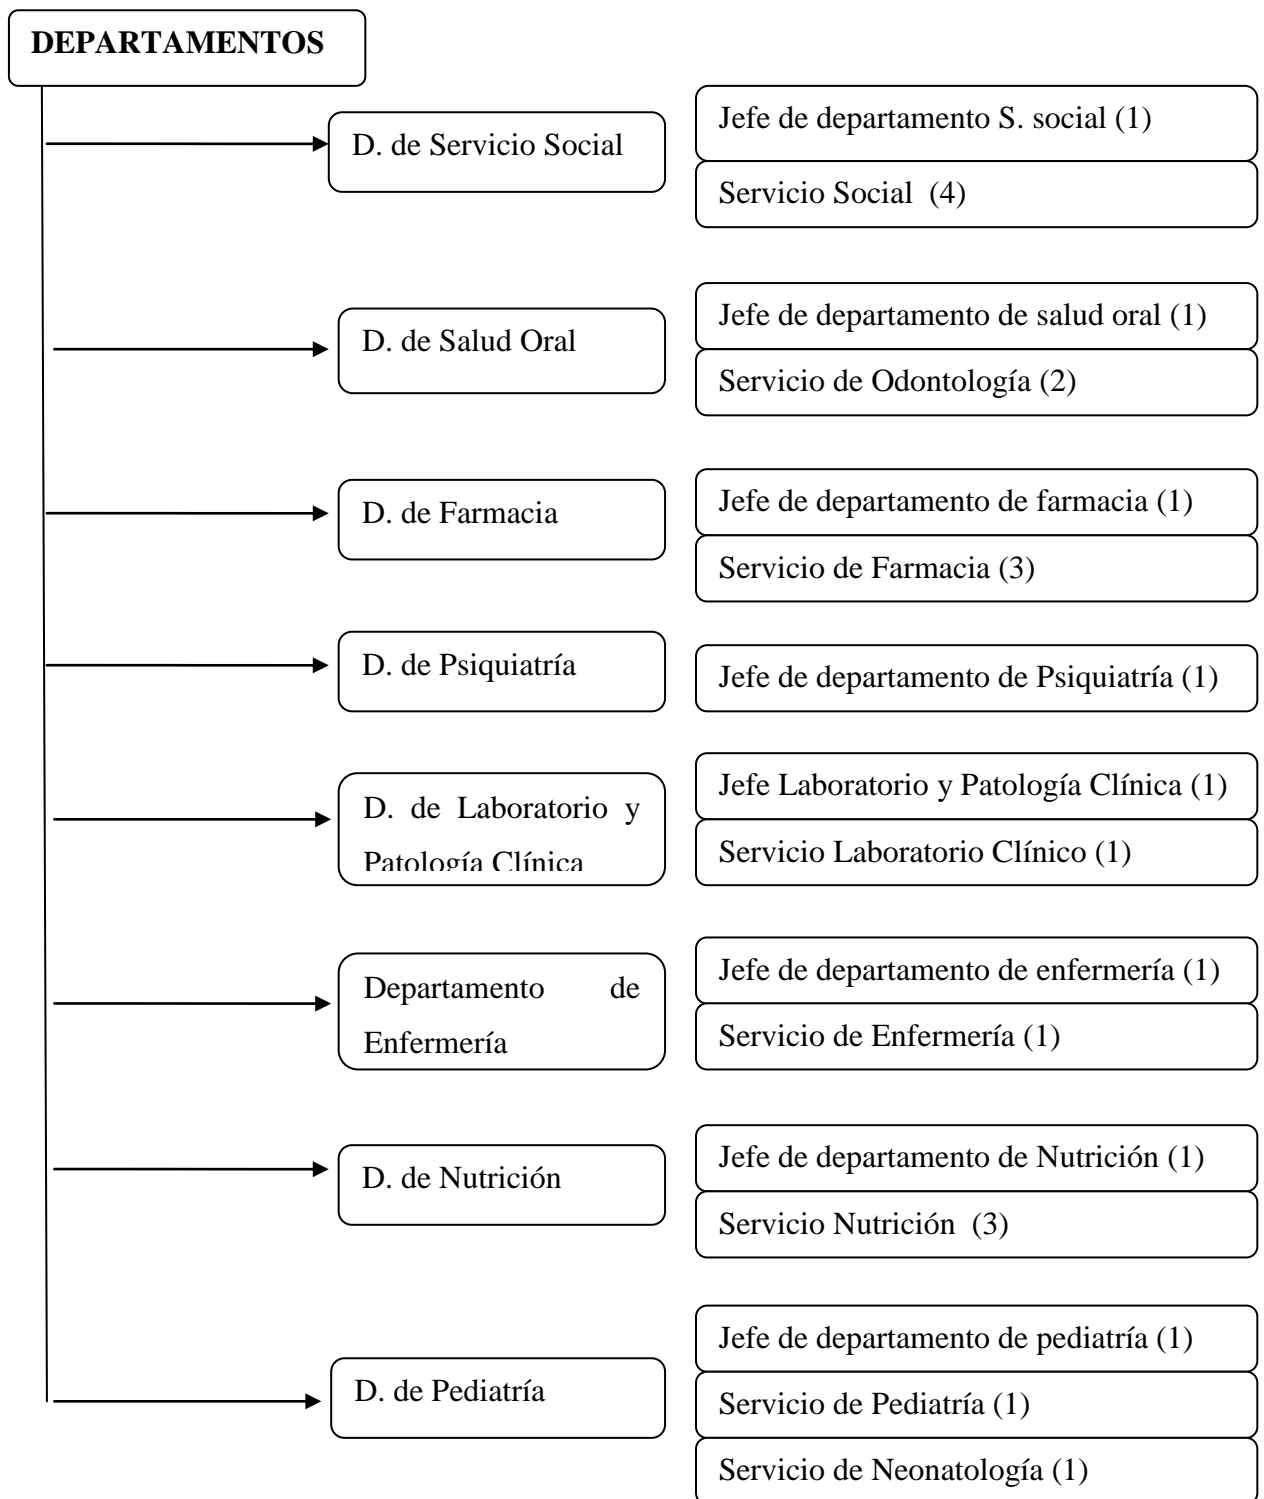 DEPARTAMENTOS
D. de Servicio Social
Jefe de departamento S. social (1)
Servicio Social (4)
D. de Salud Oral
Jefe de departamento de salud oral (1)
Servicio de Odontología (2)
D. de Farmacia
Jefe de departamento de farmacia (1)
Servicio de Farmacia (3)
D. de Psiquiatría
Jefe de departamento de Psiquiatría (1)
D. de Laboratorio y
Patología Clínica
Jefe Laboratorio y Patología Clínica (1)
Servicio Laboratorio Clínico (1)
Departamento de
Enfermería
Jefe de departamento de enfermería (1)
Servicio de Enfermería (1)
D. de Nutrición
Jefe de departamento de Nutrición (1)
Servicio Nutrición (3)
D. de Pediatría
Jefe de departamento de pediatría (1)
Servicio de Pediatría (1)
Servicio de Neonatología (1)